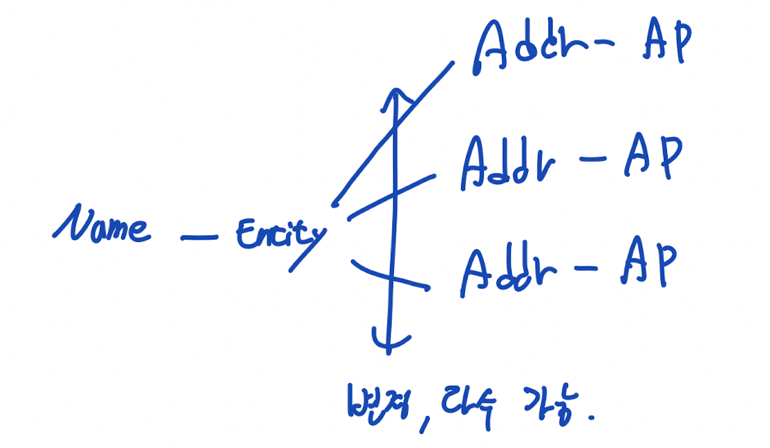 Addr - AP
Addr - AP
Name - Entity
Addr - AP
변경, 다수 가능.